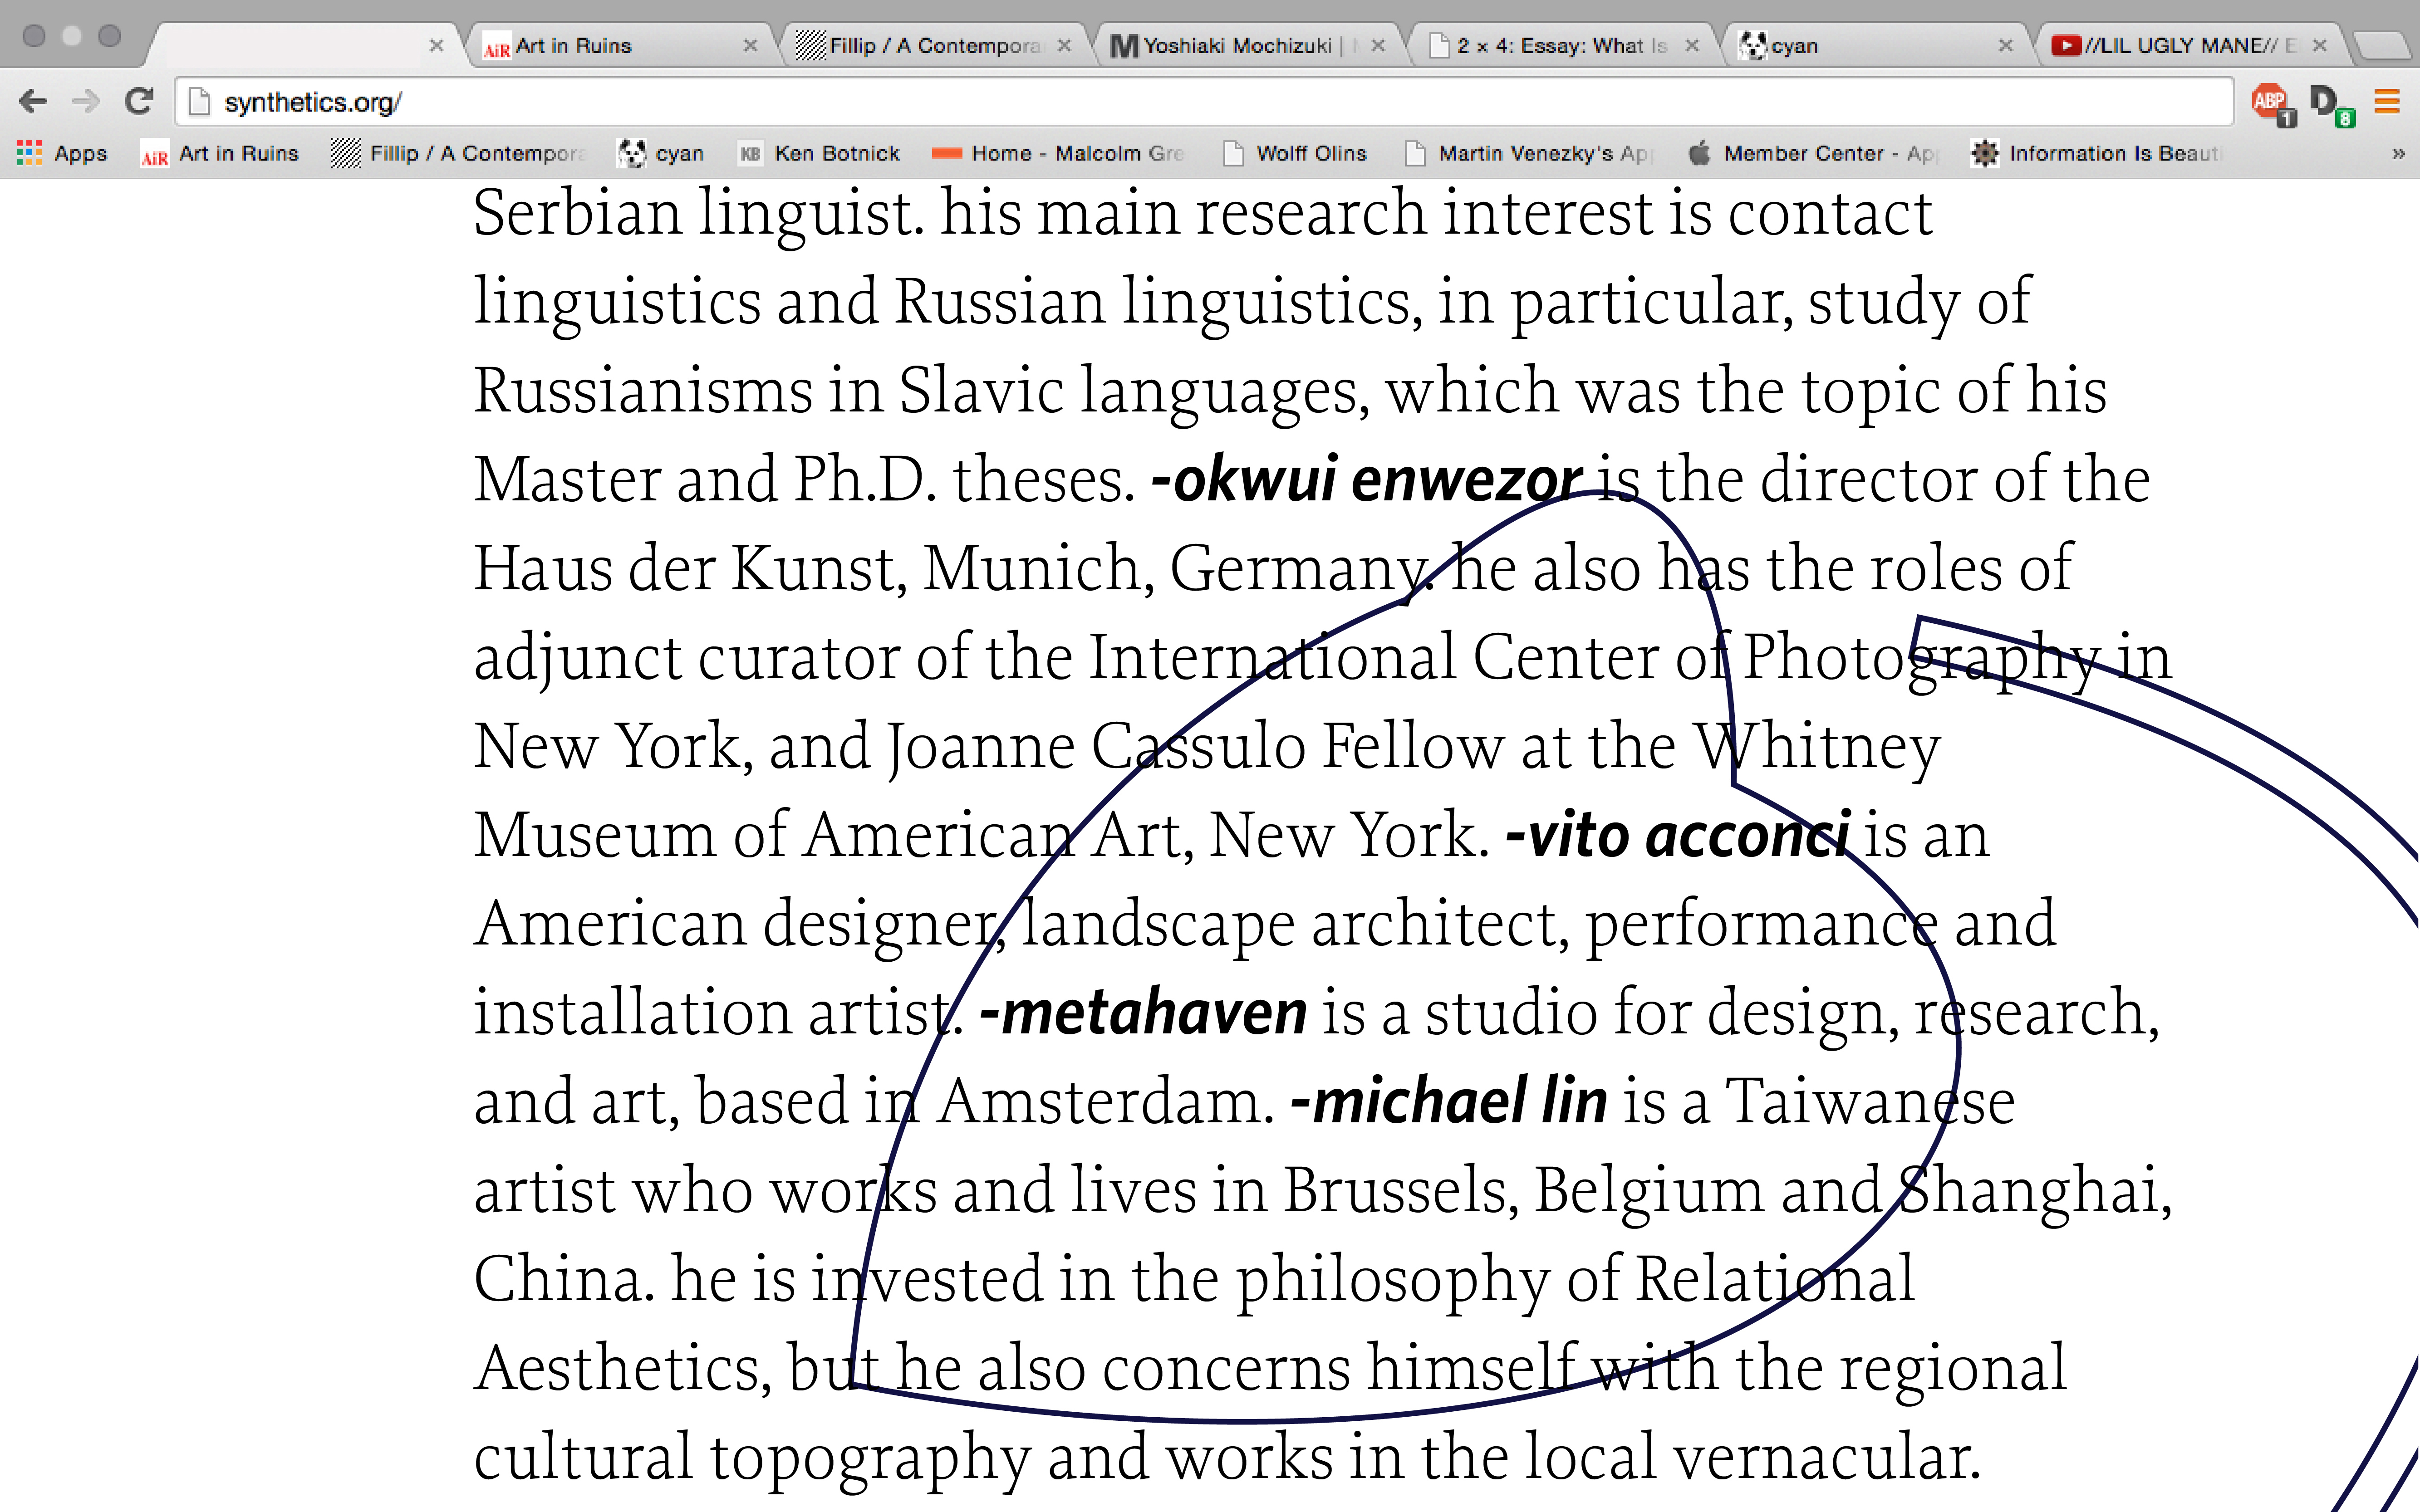 AiR Art in Ruins
Fillip / A Contempora
M Yoshiaki Mochizuki |
2 × 4: Essay: What Is
cyan
//LIL UGLY MANE// E
synthetics.org/
ABP 1
D 8
Apps
AiR Art in Ruins
Fillip / A Contempora
cyan
KB Ken Botnick
Home - Malcolm Gre
Wolff Olins
Martin Venezky's Ap
Member Center - Ap
Information Is Beauti
»
Serbian linguist. his main research interest is contact
linguistics and Russian linguistics, in particular, study of
Russianisms in Slavic languages, which was the topic of his
Master and Ph.D. theses. -okwui enwezor is the director of the
Haus der Kunst, Munich, Germany. he also has the roles of
adjunct curator of the International Center of Photography in
New York, and Joanne Cassulo Fellow at the Whitney
Museum of American Art, New York. -vito acconci is an
American designer, landscape architect, performance and
installation artist. -metahaven is a studio for design, research,
and art, based in Amsterdam. -michael lin is a Taiwanese
artist who works and lives in Brussels, Belgium and Shanghai,
China. he is invested in the philosophy of Relational
Aesthetics, but he also concerns himself with the regional
cultural topography and works in the local vernacular.